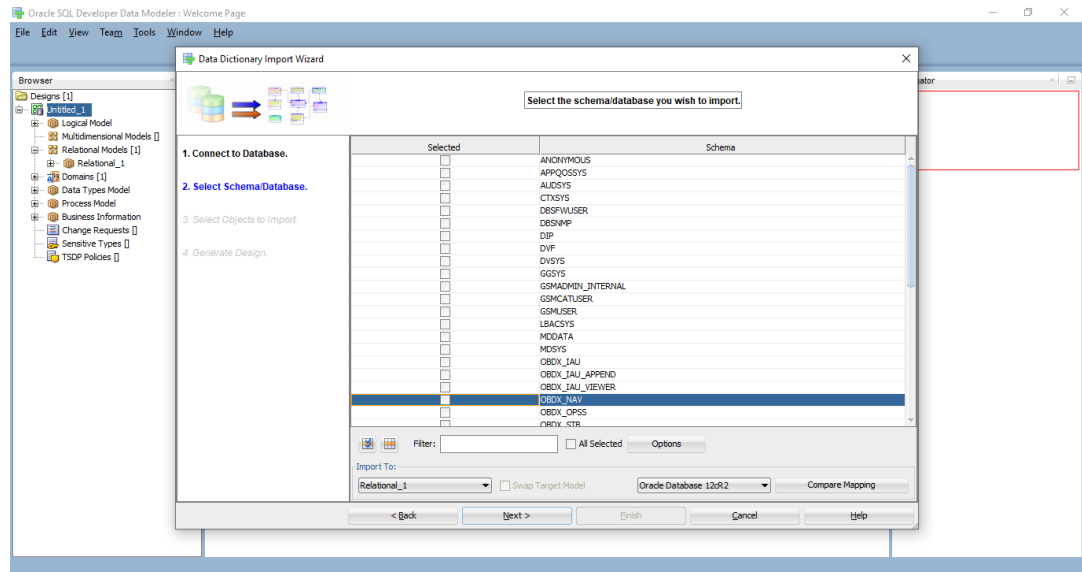 Oracle SQL Developer Data Modeler : Welcome Page
File Edit View Team Tools Window Help
Data Dictionary Import Wizard
Browser
ator
Designs [1]
Untitled_1
Logical Model
Multidimensional Models []
Relational Models [1]
Relational_1
Domains [1]
Data Types Model
Process Model
Business Information
Change Requests []
Sensitive Types []
TSDP Policies []
Select the schema/database you wish to import.
1. Connect to Database.
2. Select Schema/Database.
3. Select Objects to Import.
4. Generate Design.
Selected Schema
ANONYMOUS
APPQOSSYS
AUDSYS
CTXSYS
DBSFWUSER
DBSNMP
DIP
DVF
DVSYS
GGSYS
GSMADMIN_INTERNAL
GSMCATUSER
GSMUSER
LBACSYS
MDDATA
MDSYS
OBDX_IAU
OBDX_IAU_APPEND
OBDX_IAU_VIEWER
OBDX_NAV
OBDX_OPSS
OBDX_STB
Filter: All Selected Options
Import To:
Relational_1 Swap Target Model Oracle Database 12cR2 Compare Mapping
< Back Next > Finish Cancel Help